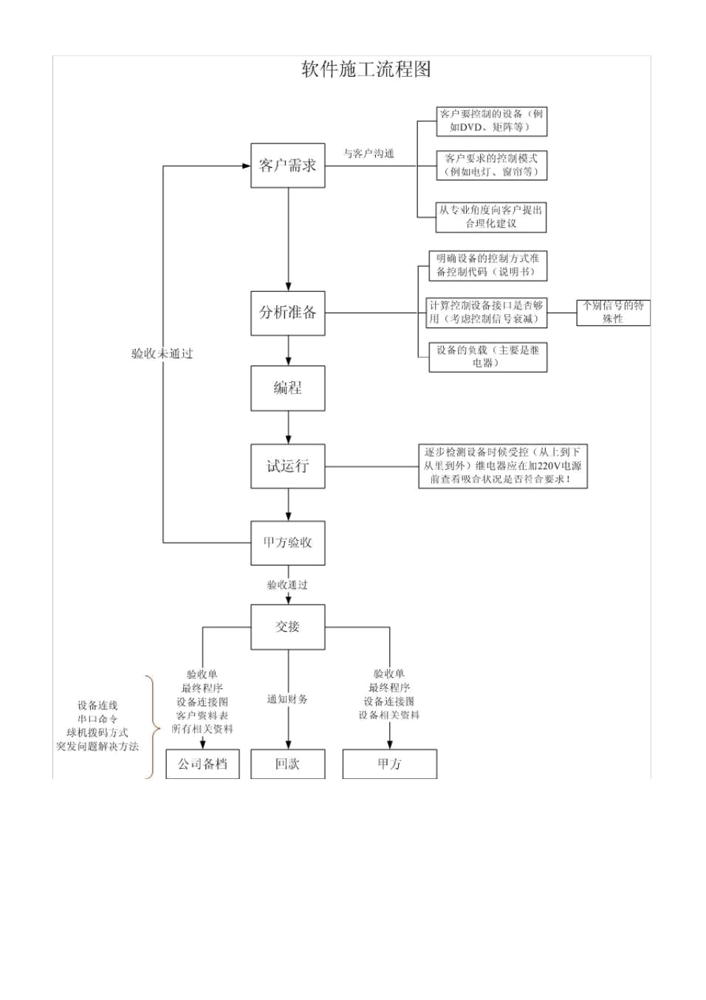 软件施工流程图
客户要控制的设备（例
如DVD、矩阵等）
客户需求
与客户沟通
客户要求的控制模式
（例如电灯、窗帘等）
从专业角度向客户提出
合理化建议
明确设备的控制方式准
备控制代码（说明书）
分析准备
计算控制设备接口是否够
用（考虑控制信号衰减）
个别信号的特
殊性
设备的负载（主要是继
电器）
验收未通过
编程
试运行
逐步检测设备时候受控（从上到下
从里到外）继电器应在加220V电源
前查看吸合状况是否符合要求！
甲方验收
验收通过
交接
设备连线
串口命令
球机拨码方式
突发问题解决方法
验收单
最终程序
设备连接图
客户资料表
所有相关资料
通知财务
验收单
最终程序
设备连接图
设备相关资料
公司备档
回款
甲方